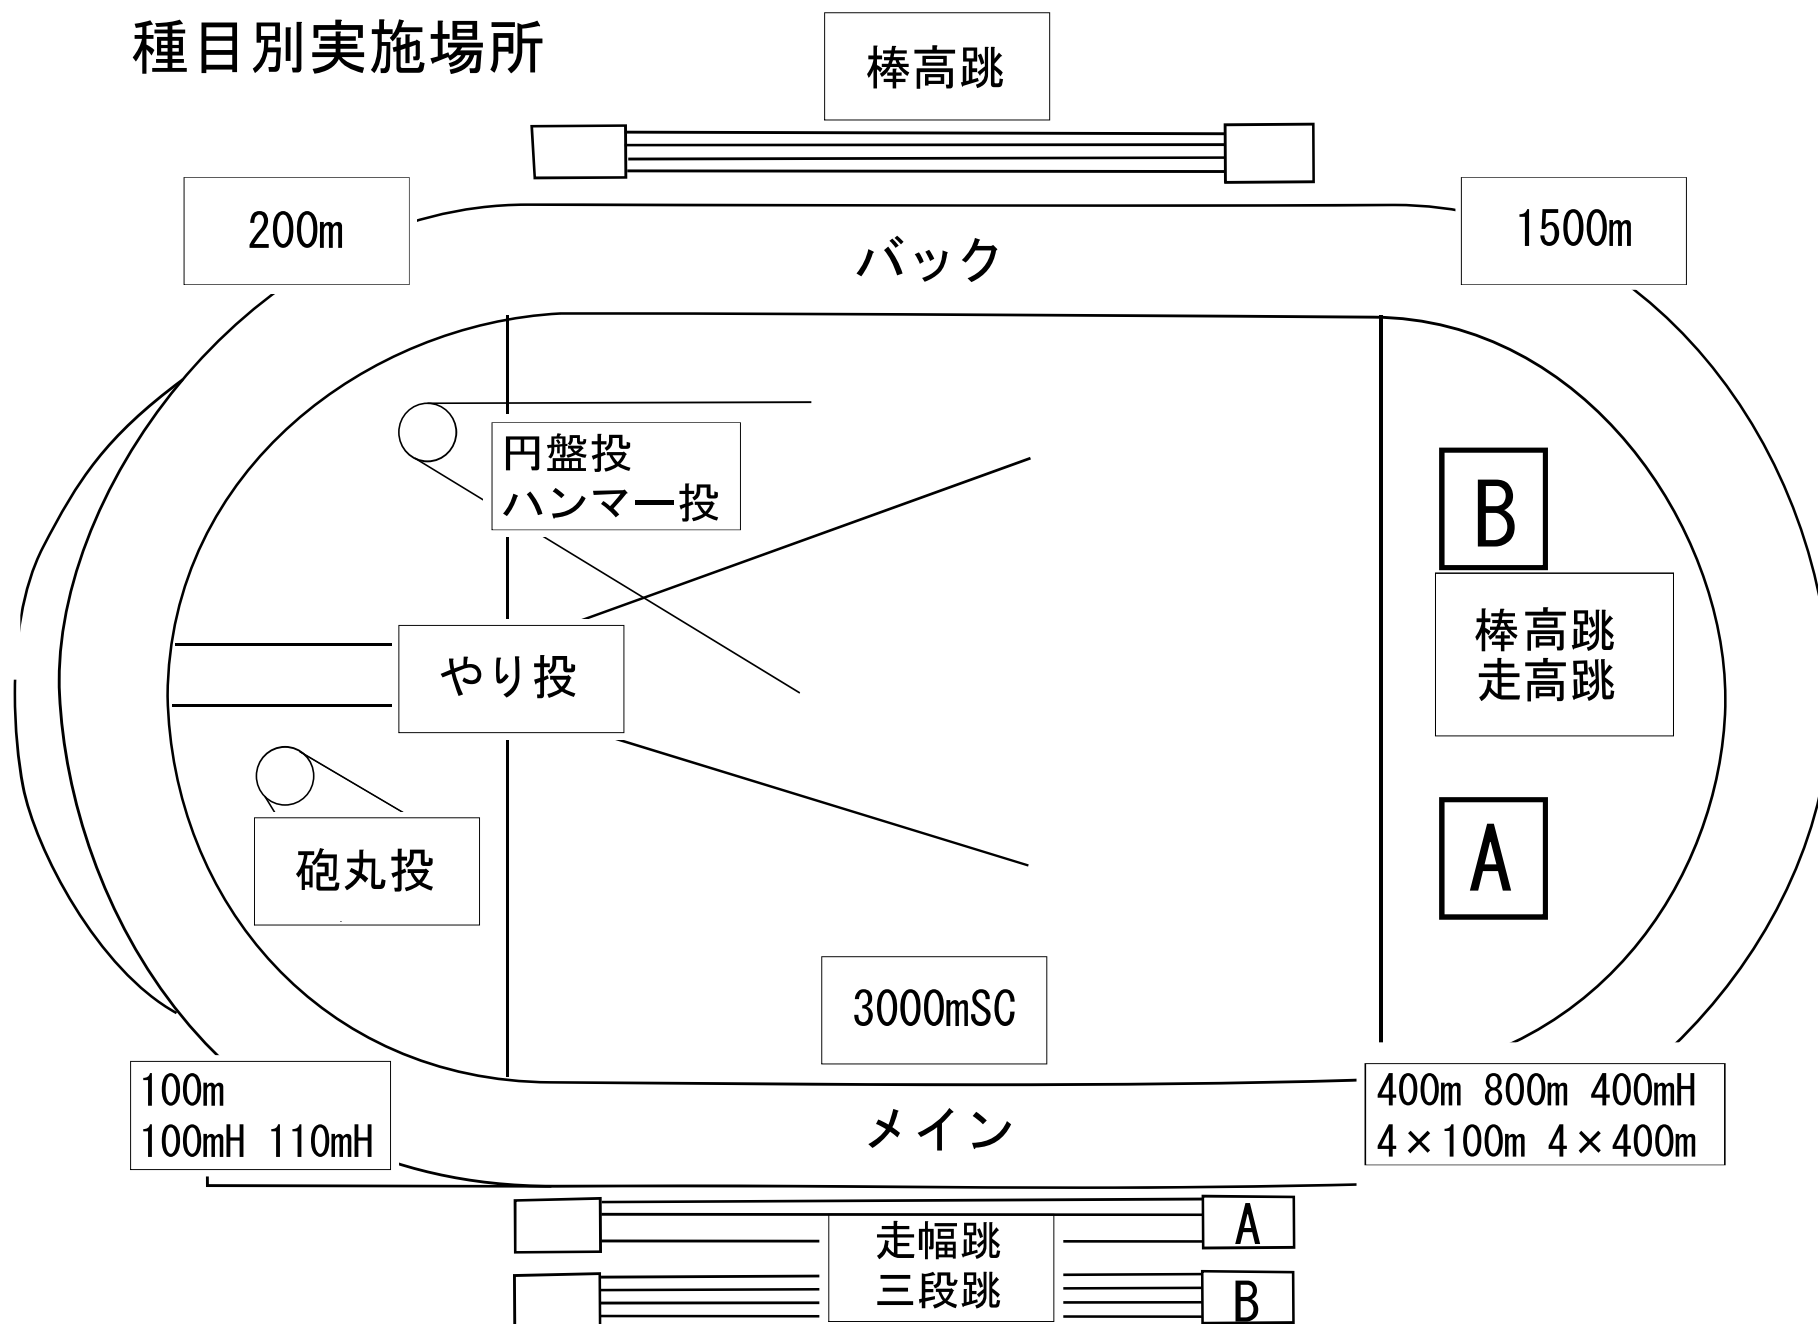 種目別実施場所
棒高跳
200m
1500m
バック
円盤投
ハンマー投
B
棒高跳
走高跳
やり投
砲丸投
A
3000mSC
100m
100mH 110mH
メイン
400m 800m 400mH
4×100m 4×400m
A
走幅跳
三段跳
B